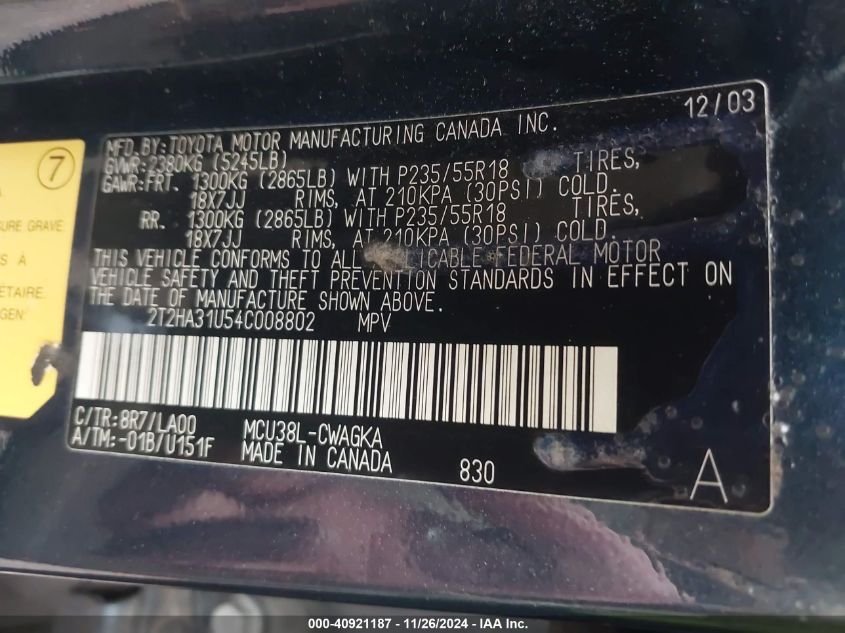 12/03
MFD. BY: TOYOTA MOTOR MANUFACTURING CANADA INC.
GVWR: 2380KG (5245LB)
GAWR: FRT. 1300KG (2865LB) WITH P235/55R18 TIRES,
18X7JJ RIMS, AT 210KPA (30PSI) COLD.
RR. 1300KG (2865LB) WITH P235/55R18 TIRES,
18X7JJ RIMS, AT 210KPA (30PSI) COLD.
THIS VEHICLE CONFORMS TO ALL FEDERAL MOTOR
VEHICLE SAFETY AND THEFT PREVENTION STANDARDS IN EFFECT ON
THE DATE OF MANUFACTURE SHOWN ABOVE.
2T2HA31U54C008802 MPV
C/TR: 8R7/LA00 MCU38L-CWAGKA
A/TM: -01B/U151F MADE IN CANADA 830 A
7
GRAVE
À
000-40921187 - 11/26/2024 - IAA Inc.